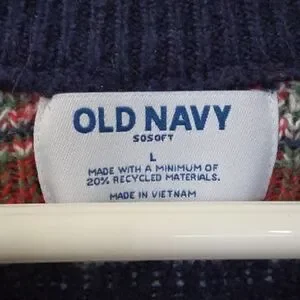 OLD NAVY
SOSOFT
L
MADE WITH A MINIMUM OF
20% RECYCLED MATERIALS.
MADE IN VIETNAM